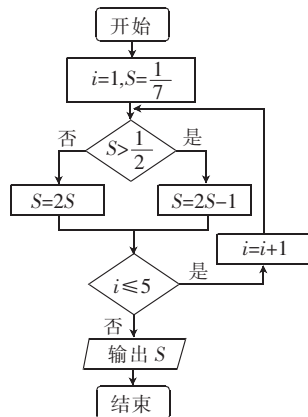 开始
i=1,S=1/7
否 S>1/2 是
S=2S S=2S-1
i=i+1
i≤5 是
否
输出 S
结束